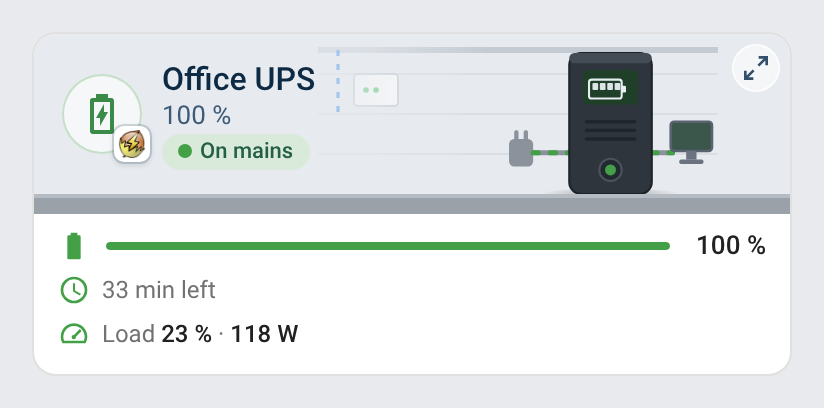 Office UPS
100 %
On mains
100 %
33 min left
Load 23 % · 118 W